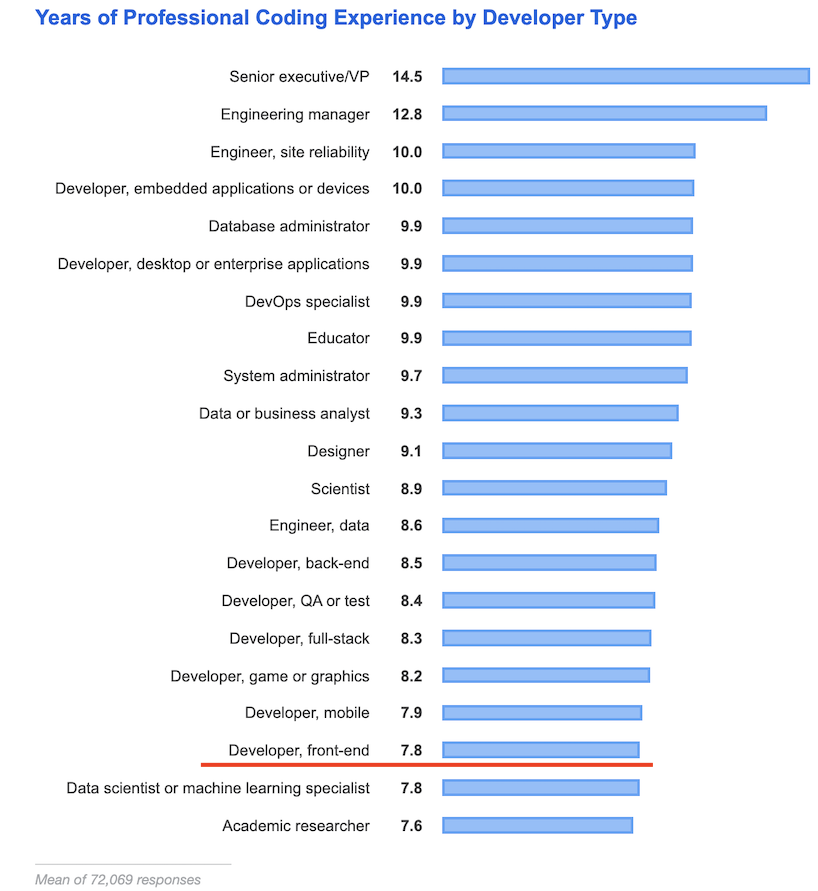 Years of Professional Coding Experience by Developer Type
Senior executive/VP 14.5
Engineering manager 12.8
Engineer, site reliability 10.0
Developer, embedded applications or devices 10.0
Database administrator 9.9
Developer, desktop or enterprise applications 9.9
DevOps specialist 9.9
Educator 9.9
System administrator 9.7
Data or business analyst 9.3
Designer 9.1
Scientist 8.9
Engineer, data 8.6
Developer, back-end 8.5
Developer, QA or test 8.4
Developer, full-stack 8.3
Developer, game or graphics 8.2
Developer, mobile 7.9
Developer, front-end 7.8
Data scientist or machine learning specialist 7.8
Academic researcher 7.6
Mean of 72,069 responses